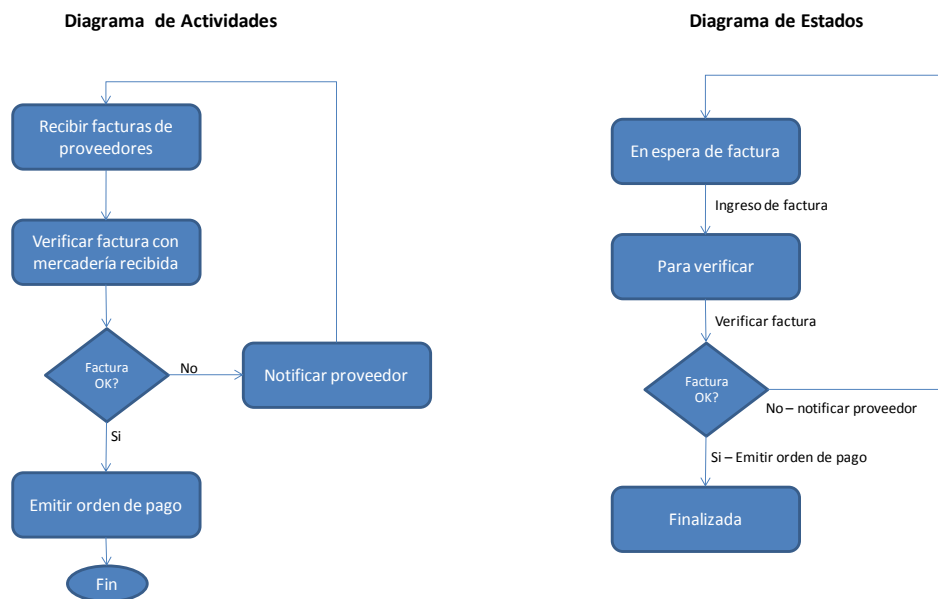 Diagrama de Actividades
Recibir facturas de
proveedores
Verificar factura con
mercadería recibida
Factura
OK?
No
Notificar proveedor
Si
Emitir orden de pago
Fin
Diagrama de Estados
En espera de factura
Ingreso de factura
Para verificar
Verificar factura
Factura
OK?
No – notificar proveedor
Si – Emitir orden de pago
Finalizada